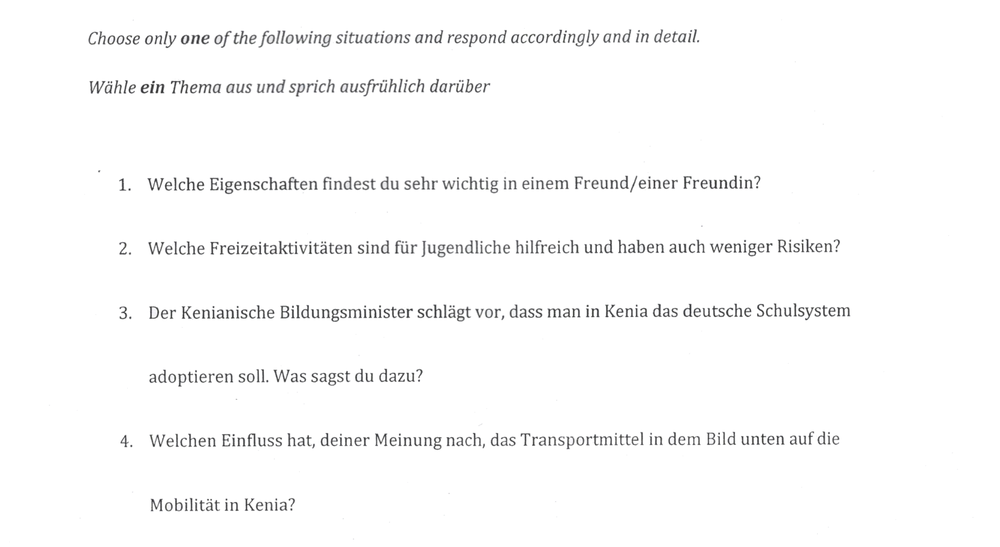 Choose only one of the following situations and respond accordingly and in detail.
Wähle ein Thema aus und sprich ausfrühlich darüber
1. Welche Eigenschaften findest du sehr wichtig in einem Freund/einer Freundin?
2. Welche Freizeitaktivitäten sind für Jugendliche hilfreich und haben auch weniger Risiken?
3. Der Kenianische Bildungsminister schlägt vor, dass man in Kenia das deutsche Schulsystem
adoptieren soll. Was sagst du dazu?
4. Welchen Einfluss hat, deiner Meinung nach, das Transportmittel in dem Bild unten auf die
Mobilität in Kenia?